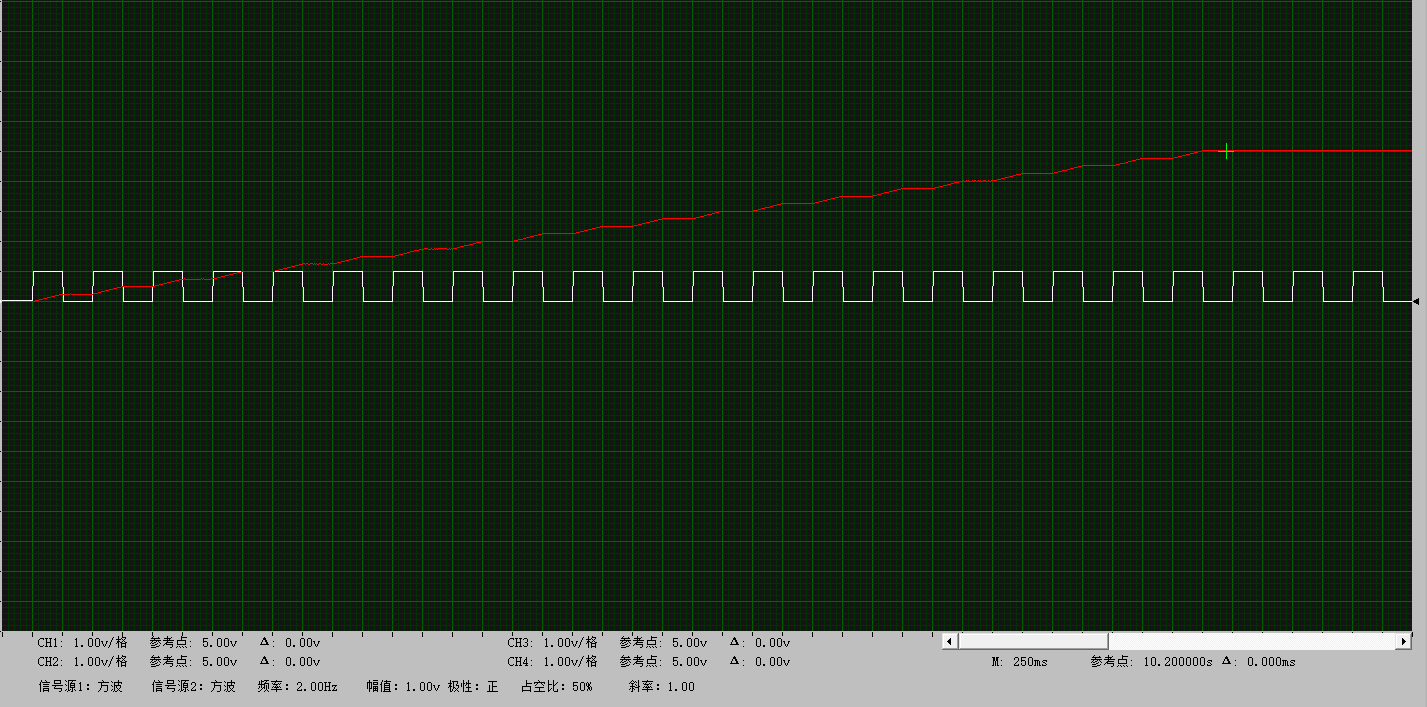 CH1: 1.00v/格 参考点: 5.00v Δ: 0.00v CH3: 1.00v/格 参考点: 5.00v Δ: 0.00v
CH2: 1.00v/格 参考点: 5.00v Δ: 0.00v CH4: 1.00v/格 参考点: 5.00v Δ: 0.00v M: 250ms 参考点: 10.200000s Δ: 0.000ms
信号源1: 方波 信号源2: 方波 频率: 2.00Hz 幅值: 1.00v 极性: 正 占空比: 50% 斜率: 1.00